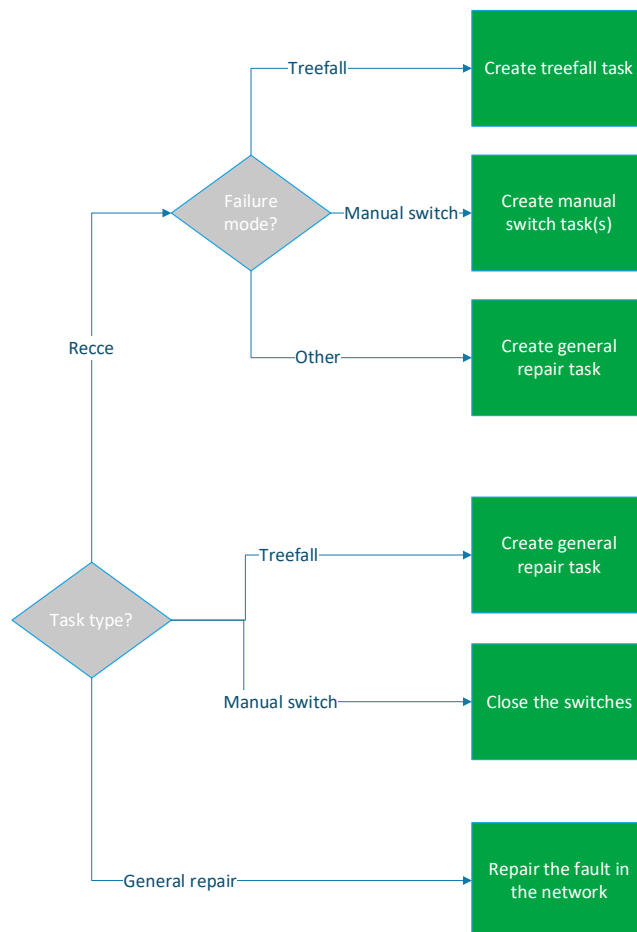 Treefall
Create treefall task
Failure
mode?
Manual switch
Create manual
switch task(s)
Recce
Other
Create general
repair task
Treefall
Create general
repair task
Task type?
Manual switch
Close the switches
General repair
Repair the fault in
the network